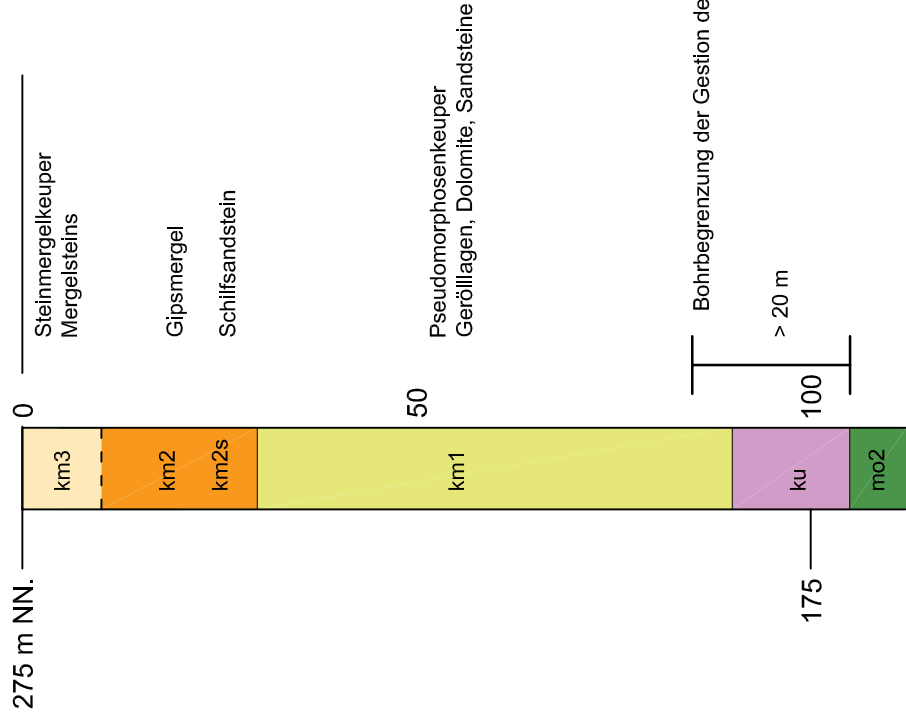 275 m NN.
0
km3
Steinmergelkeuper
Mergelsteins
km2
Gipsmergel
km2s
Schilfsandstein
50
km1
Pseudomorphosenkeuper
Gerölllagen, Dolomite, Sandsteine
Bohrbegrenzung der Gestion de
> 20 m
100
ku
175
mo2